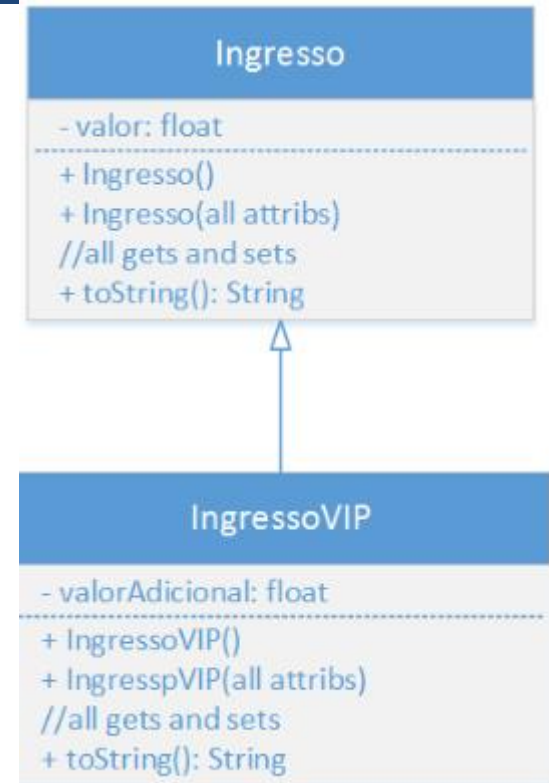 Ingresso
- valor: float
+ Ingresso()
+ Ingresso(all attribs)
//all gets and sets
+ toString(): String
IngressoVIP
- valorAdicional: float
+ IngressoVIP()
+ IngresspVIP(all attribs)
//all gets and sets
+ toString(): String